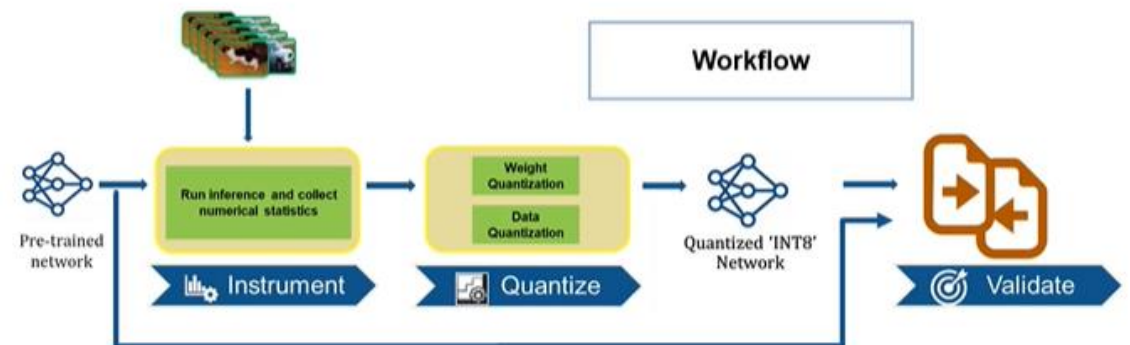 Workflow
Run inference and collect
numerical statistics
Weight
Quantization
Data
Quantization
Pre-trained
network
Quantized 'INT8'
Network
Instrument
Quantize
Validate